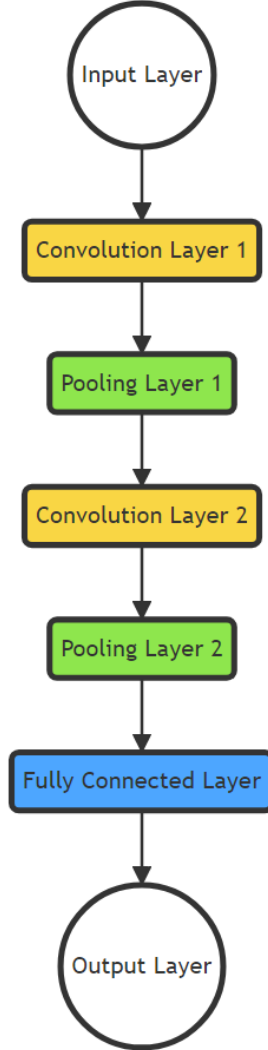 Input Layer
Convolution Layer 1
Pooling Layer 1
Convolution Layer 2
Pooling Layer 2
Fully Connected Layer
Output Layer